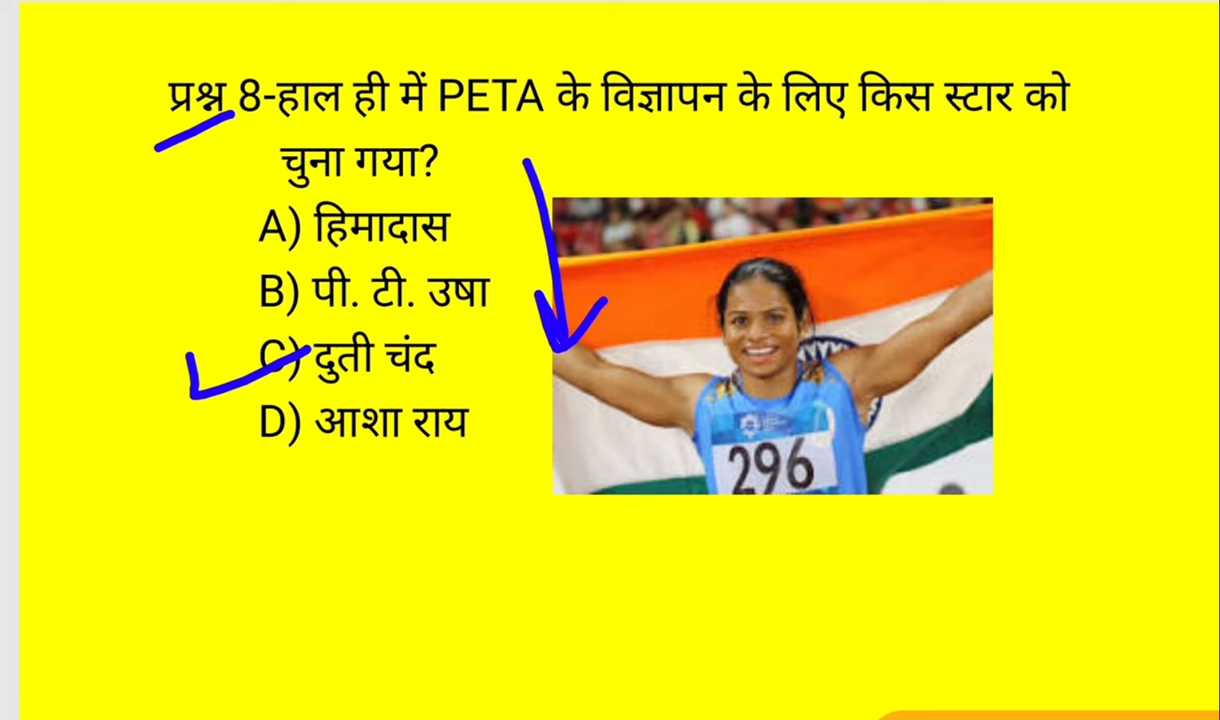 प्रश्न 8-हाल ही में PETA के विज्ञापन के लिए किस स्टार को
चुना गया?
A) हिमादास
B) पी. टी. उषा
C) दुती चंद
D) आशा राय
296